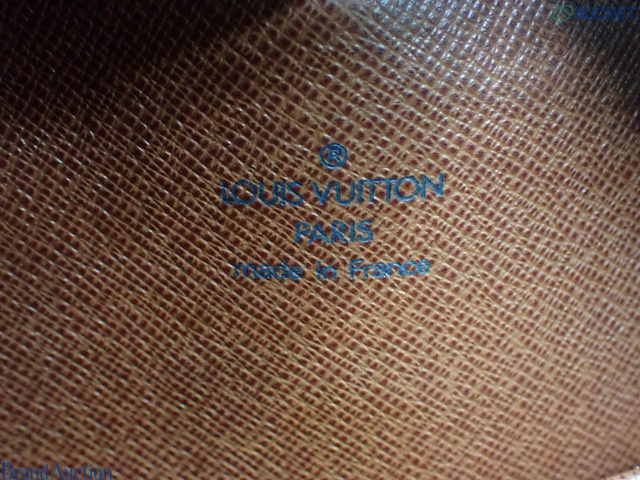 ®
LOUIS VUITTON
PARIS
made in France
Brand Auction